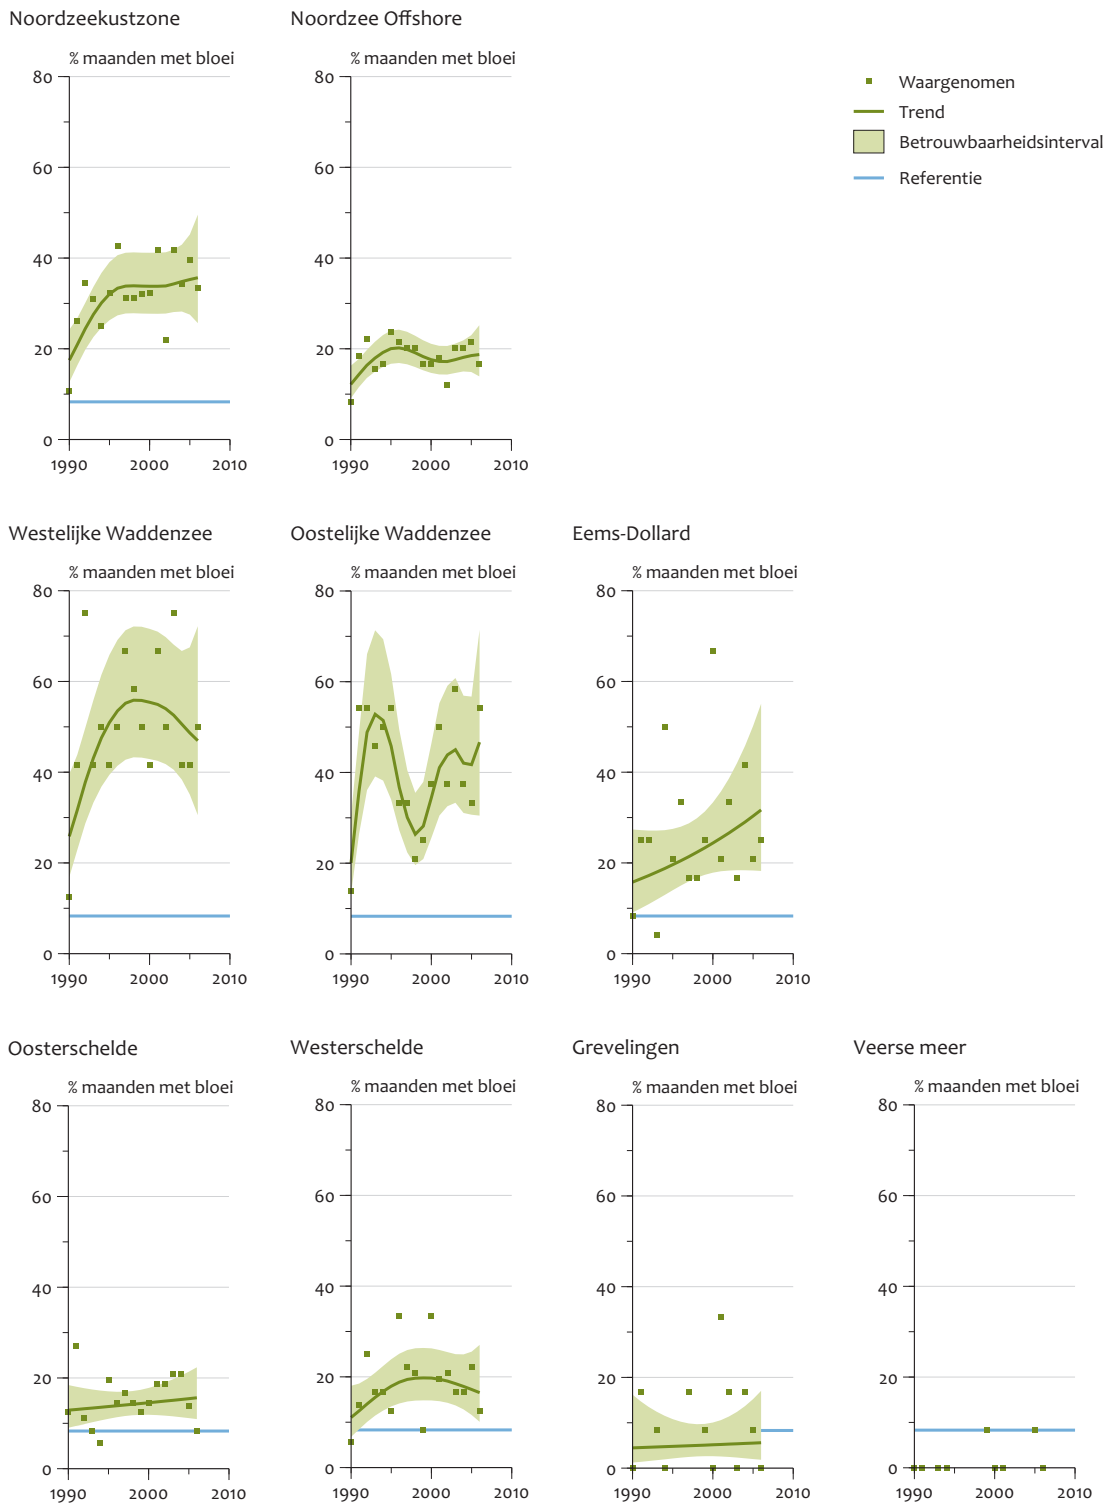 Noordzeekustzone
Noordzee Offshore
% maanden met bloei
% maanden met bloei
80
60
40
20
0
1990 2000 2010
80
60
40
20
0
1990 2000 2010
Waargenomen
Trend
Betrouwbaarheidsinterval
Referentie
Westelijke Waddenzee
Oostelijke Waddenzee
Eems-Dollard
% maanden met bloei
% maanden met bloei
% maanden met bloei
80
60
40
20
0
1990 2000 2010
80
60
40
20
0
1990 2000 2010
80
60
40
20
0
1990 2000 2010
Oosterschelde
Westerschelde
Grevelingen
Veerse meer
% maanden met bloei
% maanden met bloei
% maanden met bloei
% maanden met bloei
80
60
40
20
0
1990 2000 2010
80
60
40
20
0
1990 2000 2010
80
60
40
20
0
1990 2000 2010
80
60
40
20
0
1990 2000 2010